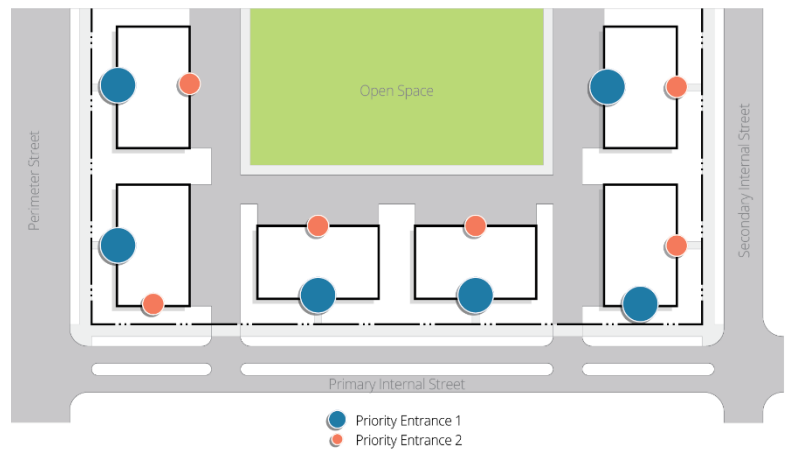 Open Space
Perimeter Street
Secondary Internal Street
Primary Internal Street
Priority Entrance 1
Priority Entrance 2